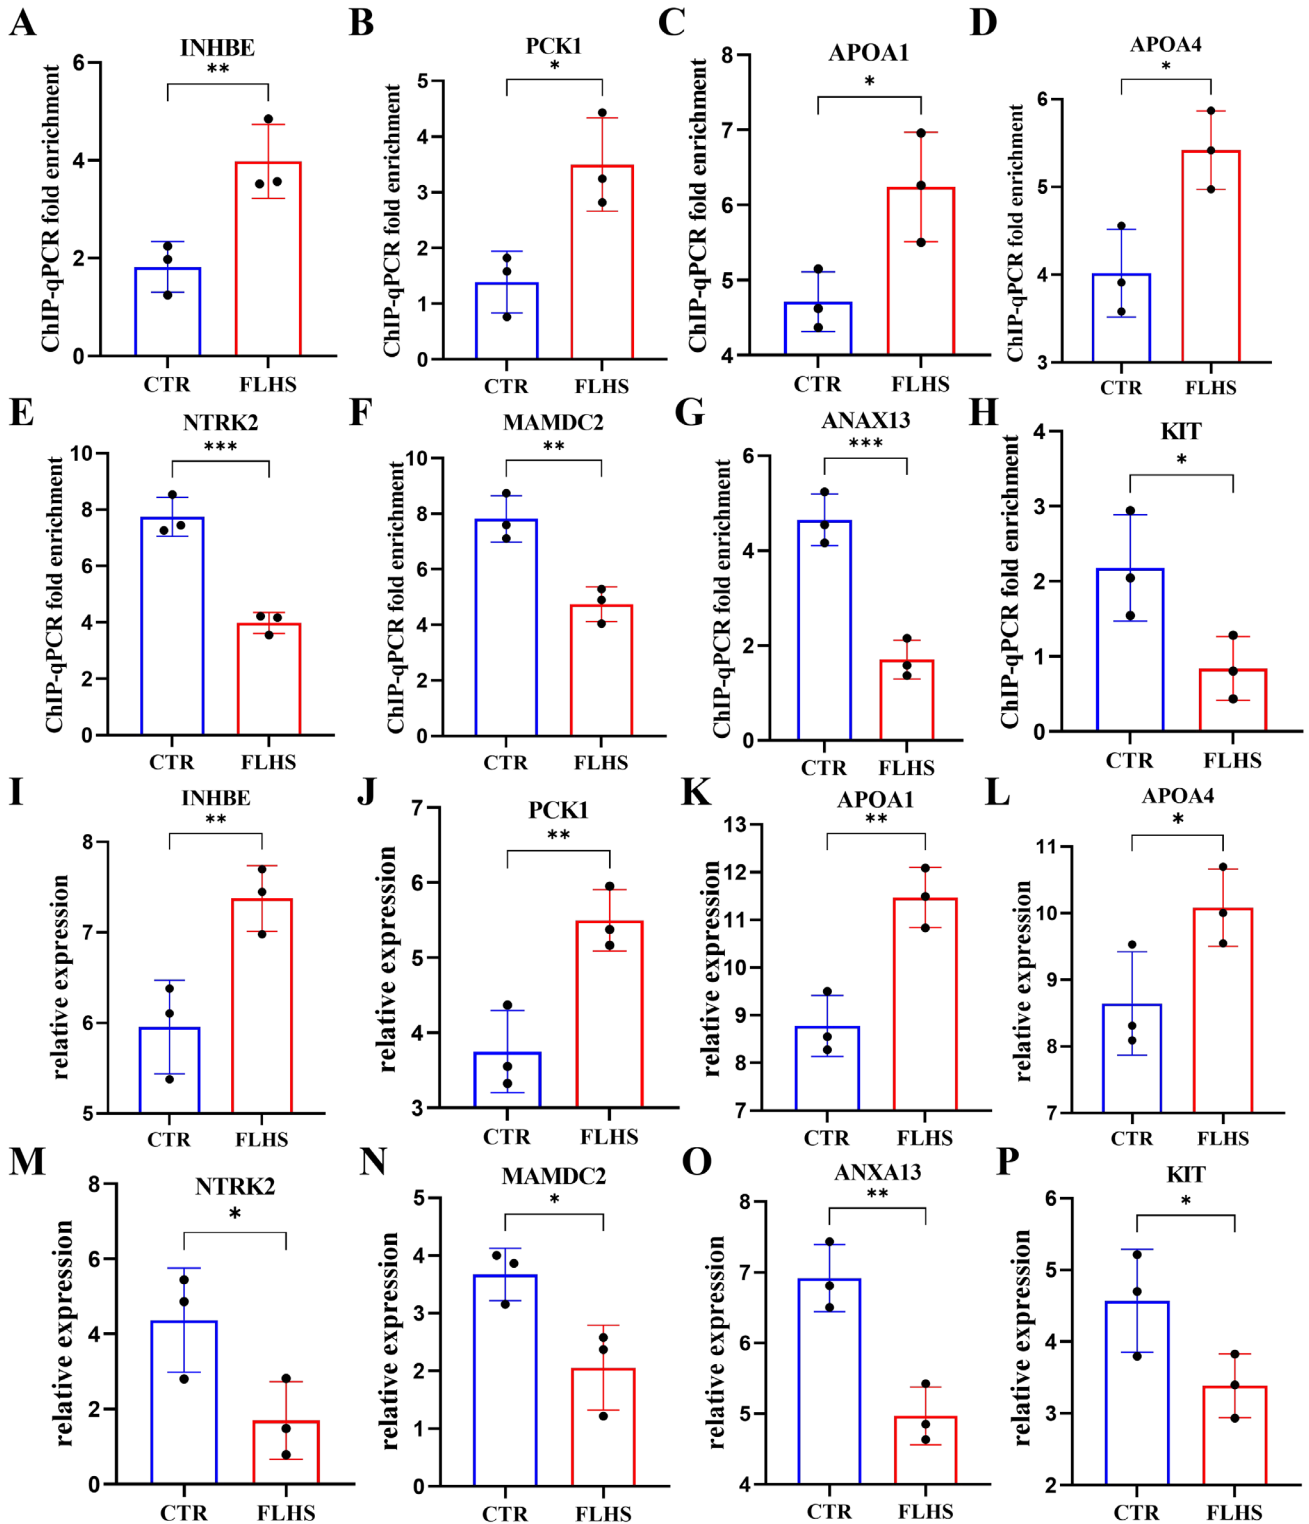 A
INHBE
**
ChIP-qPCR fold enrichment
6
4
2
0
CTR FLHS
B
PCK1
*
ChIP-qPCR fold enrichment
5
4
3
2
1
0
CTR FLHS
C
APOA1
*
ChIP-qPCR fold enrichment
8
7
6
5
4
CTR FLHS
D
APOA4
*
ChIP-qPCR fold enrichment
6
5
4
3
CTR FLHS
E
NTRK2
***
ChIP-qPCR fold enrichment
10
8
6
4
2
0
CTR FLHS
F
MAMDC2
**
ChIP-qPCR fold enrichment
10
8
6
4
2
0
CTR FLHS
G
ANAX13
***
ChIP-qPCR fold enrichment
6
4
2
0
CTR FLHS
H
KIT
*
ChIP-qPCR fold enrichment
4
3
2
1
0
CTR FLHS
I
INHBE
**
relative expression
8
7
6
5
CTR FLHS
J
PCK1
**
relative expression
7
6
5
4
3
CTR FLHS
K
APOA1
**
relative expression
13
12
11
10
9
8
7
CTR FLHS
L
APOA4
*
relative expression
11
10
9
8
7
CTR FLHS
M
NTRK2
*
relative expression
8
6
4
2
0
CTR FLHS
N
MAMDC2
*
relative expression
5
4
3
2
1
0
CTR FLHS
O
ANXA13
**
relative expression
8
7
6
5
4
CTR FLHS
P
KIT
*
relative expression
6
5
4
3
2
CTR FLHS